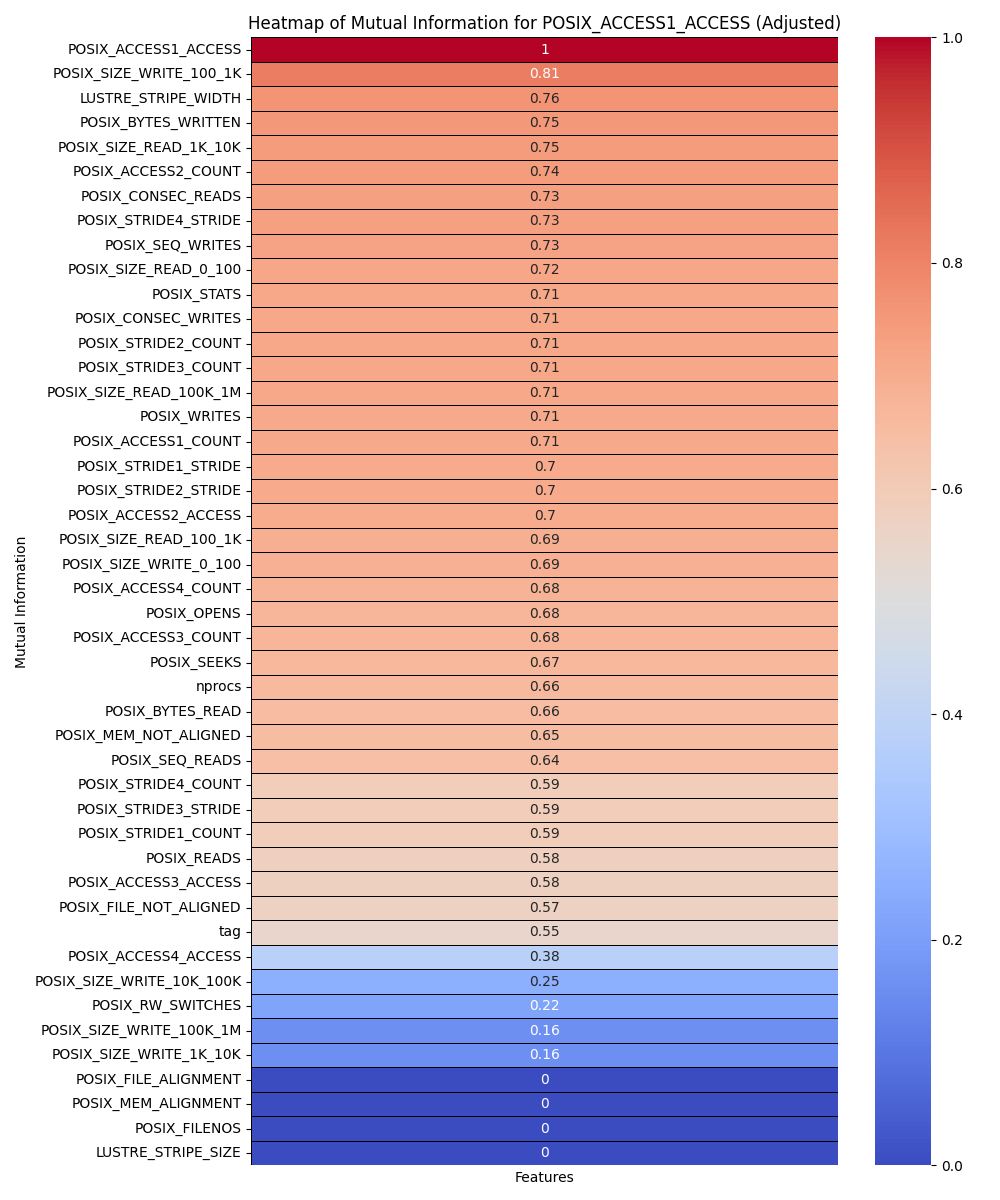 Heatmap of Mutual Information for POSIX_ACCESS1_ACCESS (Adjusted)
POSIX_ACCESS1_ACCESS 1
POSIX_SIZE_WRITE_100_1K 0.81
LUSTRE_STRIPE_WIDTH 0.76
POSIX_BYTES_WRITTEN 0.75
POSIX_SIZE_READ_1K_10K 0.75
POSIX_ACCESS2_COUNT 0.74
POSIX_CONSEC_READS 0.73
POSIX_STRIDE4_STRIDE 0.73
POSIX_SEQ_WRITES 0.73
POSIX_SIZE_READ_0_100 0.72
POSIX_STATS 0.71
POSIX_CONSEC_WRITES 0.71
POSIX_STRIDE2_COUNT 0.71
POSIX_STRIDE3_COUNT 0.71
POSIX_SIZE_READ_100K_1M 0.71
POSIX_WRITES 0.71
POSIX_ACCESS1_COUNT 0.71
POSIX_STRIDE1_STRIDE 0.7
POSIX_STRIDE2_STRIDE 0.7
POSIX_ACCESS2_ACCESS 0.7
POSIX_SIZE_READ_100_1K 0.69
POSIX_SIZE_WRITE_0_100 0.69
POSIX_ACCESS4_COUNT 0.68
POSIX_OPENS 0.68
POSIX_ACCESS3_COUNT 0.68
POSIX_SEEKS 0.67
nprocs 0.66
POSIX_BYTES_READ 0.66
POSIX_MEM_NOT_ALIGNED 0.65
POSIX_SEQ_READS 0.64
POSIX_STRIDE4_COUNT 0.59
POSIX_STRIDE3_STRIDE 0.59
POSIX_STRIDE1_COUNT 0.59
POSIX_READS 0.58
POSIX_ACCESS3_ACCESS 0.58
POSIX_FILE_NOT_ALIGNED 0.57
tag 0.55
POSIX_ACCESS4_ACCESS 0.38
POSIX_SIZE_WRITE_10K_100K 0.25
POSIX_RW_SWITCHES 0.22
POSIX_SIZE_WRITE_100K_1M 0.16
POSIX_SIZE_WRITE_1K_10K 0.16
POSIX_FILE_ALIGNMENT 0
POSIX_MEM_ALIGNMENT 0
POSIX_FILENOS 0
LUSTRE_STRIPE_SIZE 0
Mutual Information
Features
1.0
0.8
0.6
0.4
0.2
0.0